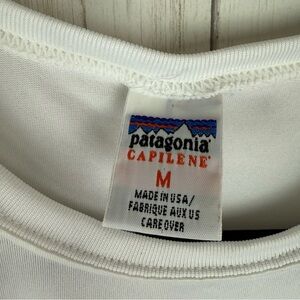 patagonia®
CAPILENE®
M
MADE IN USA/
FABRIQUE AUX US
CARE OVER